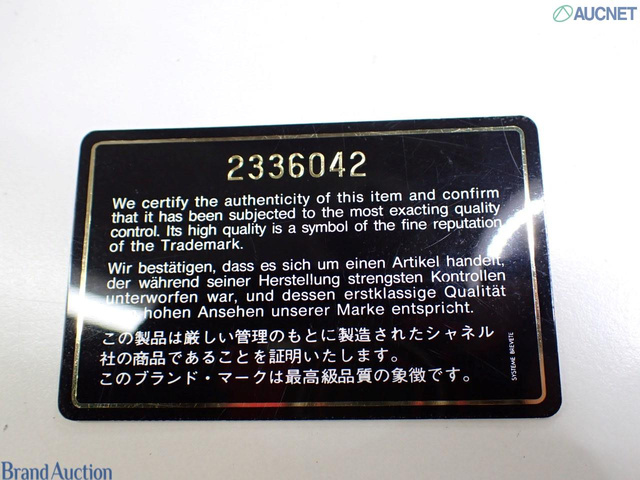 AUCNET
2336042
We certify the authenticity of this item and confirm
that it has been subjected to the most exacting quality
control. Its high quality is a symbol of the fine reputation
of the Trademark.
Wir bestätigen, dass es sich um einen Artikel handelt,
der während seiner Herstellung strengsten Kontrollen
unterworfen war, und dessen erstklassige Qualität
hohen Ansehen unserer Marke entspricht.
この製品は厳しい管理のもとに製造されたシャネル
社の商品であることを証明いたします。
このブランド・マークは最高級品質の象徴です。
SYSTEME BREVETE
Brand Auction